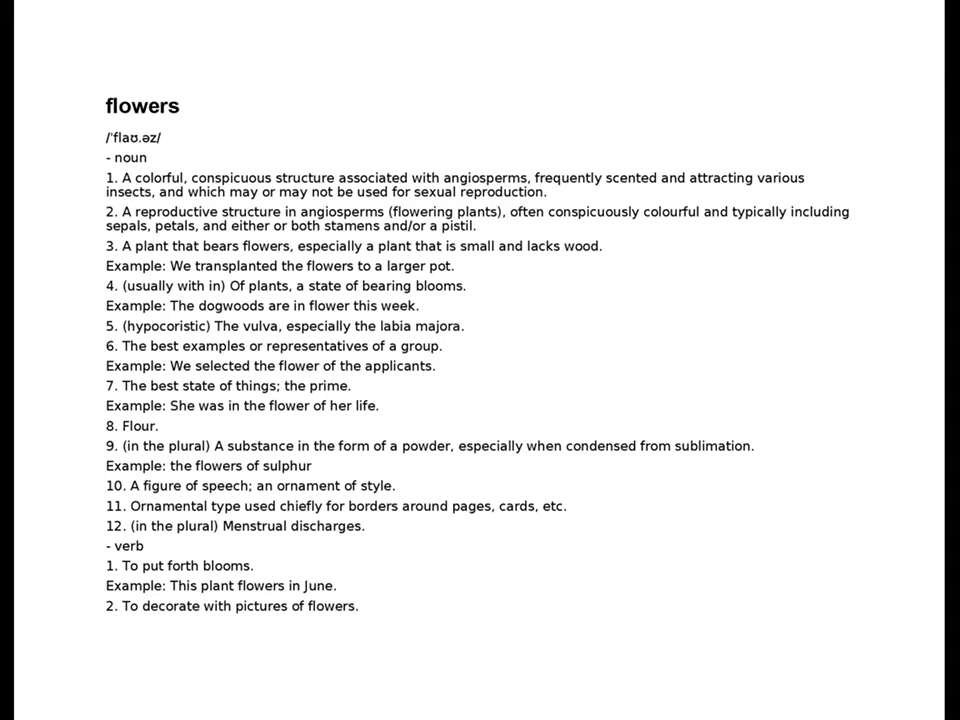 flowers
/ˈflaʊ.əz/
- noun
1. A colorful, conspicuous structure associated with angiosperms, frequently scented and attracting various
insects, and which may or may not be used for sexual reproduction.
2. A reproductive structure in angiosperms (flowering plants), often conspicuously colourful and typically including
sepals, petals, and either or both stamens and/or a pistil.
3. A plant that bears flowers, especially a plant that is small and lacks wood.
Example: We transplanted the flowers to a larger pot.
4. (usually with in) Of plants, a state of bearing blooms.
Example: The dogwoods are in flower this week.
5. (hypocoristic) The vulva, especially the labia majora.
6. The best examples or representatives of a group.
Example: We selected the flower of the applicants.
7. The best state of things; the prime.
Example: She was in the flower of her life.
8. Flour.
9. (in the plural) A substance in the form of a powder, especially when condensed from sublimation.
Example: the flowers of sulphur
10. A figure of speech; an ornament of style.
11. Ornamental type used chiefly for borders around pages, cards, etc.
12. (in the plural) Menstrual discharges.
- verb
1. To put forth blooms.
Example: This plant flowers in June.
2. To decorate with pictures of flowers.